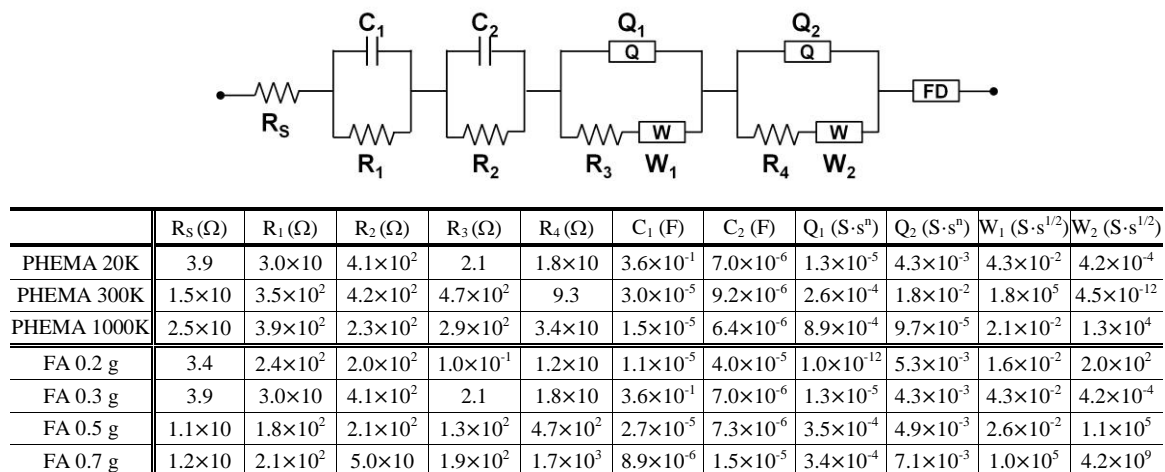 C₁ C₂ Q₁ Q₂
Q Q
FD
R_S W W
R₁ R₂ R₃ W₁ R₄ W₂
R_S (Ω) R₁ (Ω) R₂ (Ω) R₃ (Ω) R₄ (Ω) C₁ (F) C₂ (F) Q₁ (S·sⁿ) Q₂ (S·sⁿ) W₁ (S·s^1/2) W₂ (S·s^1/2)
PHEMA 20K 3.9 3.0×10 4.1×10² 2.1 1.8×10 3.6×10⁻¹ 7.0×10⁻⁶ 1.3×10⁻⁵ 4.3×10⁻³ 4.3×10⁻² 4.2×10⁻⁴
PHEMA 300K 1.5×10 3.5×10² 4.2×10² 4.7×10² 9.3 3.0×10⁻⁵ 9.2×10⁻⁶ 2.6×10⁻⁴ 1.8×10⁻² 1.8×10⁵ 4.5×10⁻¹²
PHEMA 1000K 2.5×10 3.9×10² 2.3×10² 2.9×10² 3.4×10 1.5×10⁻⁵ 6.4×10⁻⁶ 8.9×10⁻⁴ 9.7×10⁻⁵ 2.1×10⁻² 1.3×10⁴
FA 0.2 g 3.4 2.4×10² 2.0×10² 1.0×10⁻¹ 1.2×10 1.1×10⁻⁵ 4.0×10⁻⁵ 1.0×10⁻¹² 5.3×10⁻³ 1.6×10⁻² 2.0×10²
FA 0.3 g 3.9 3.0×10 4.1×10² 2.1 1.8×10 3.6×10⁻¹ 7.0×10⁻⁶ 1.3×10⁻⁵ 4.3×10⁻³ 4.3×10⁻² 4.2×10⁻⁴
FA 0.5 g 1.1×10 1.8×10² 2.1×10² 1.3×10² 4.7×10² 2.7×10⁻⁵ 7.3×10⁻⁶ 3.5×10⁻⁴ 4.9×10⁻³ 2.6×10⁻² 1.1×10⁵
FA 0.7 g 1.2×10 2.1×10² 5.0×10 1.9×10² 1.7×10³ 8.9×10⁻⁶ 1.5×10⁻⁵ 3.4×10⁻⁴ 7.1×10⁻³ 1.0×10⁵ 4.2×10⁹